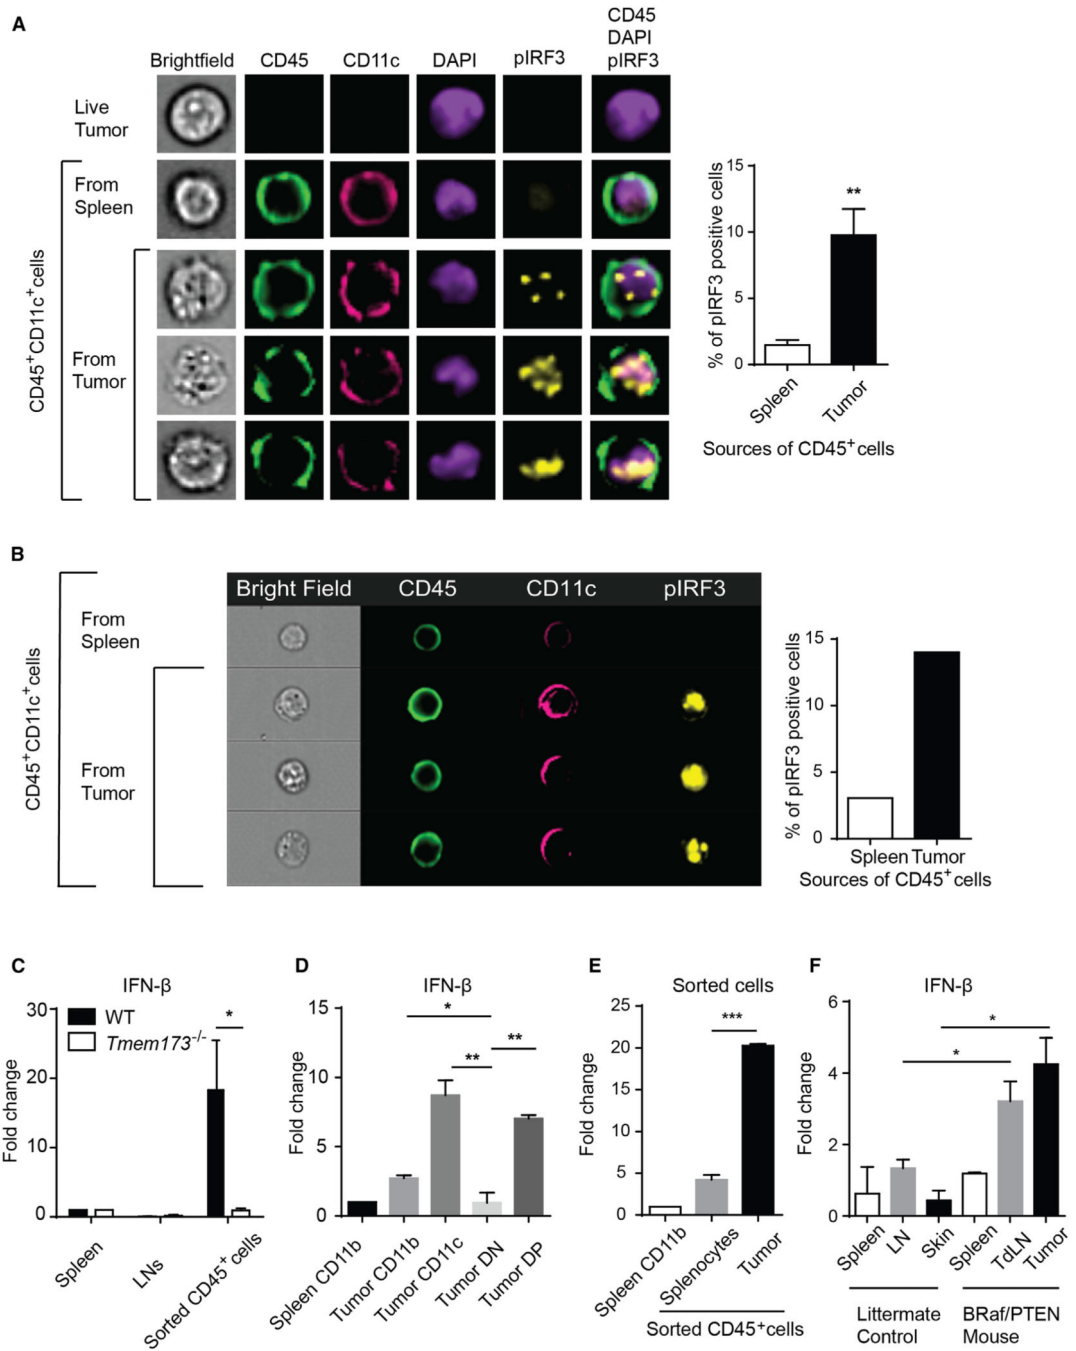 A
Brightfield
CD45
CD11c
DAPI
pIRF3
CD45
DAPI
pIRF3
Live
Tumor
From
Spleen
From
Tumor
CD45+CD11c+cells
% of pIRF3 positive cells
15
10
5
0
**
Spleen
Tumor
Sources of CD45+cells
B
Bright Field
CD45
CD11c
pIRF3
From
Spleen
From
Tumor
CD45+CD11c+cells
% of pIRF3 positive cells
15
10
5
0
Spleen Tumor
Sources of CD45+cells
C
IFN-β
Fold change
30
20
10
0
WT
Tmem173-/-
*
Spleen
LNs
Sorted CD45+ cells
D
IFN-β
Fold change
15
10
5
0
*
**
**
Spleen CD11b
Tumor CD11b
Tumor CD11c
Tumor DN
Tumor DP
E
Sorted cells
Fold change
25
20
15
10
5
0
***
Spleen CD11b
Splenocytes
Tumor
Sorted CD45+cells
F
IFN-β
Fold change
6
4
2
0
*
*
Spleen
LN
Skin
Spleen
TdLN
Tumor
Littermate
Control
BRaf/PTEN
Mouse